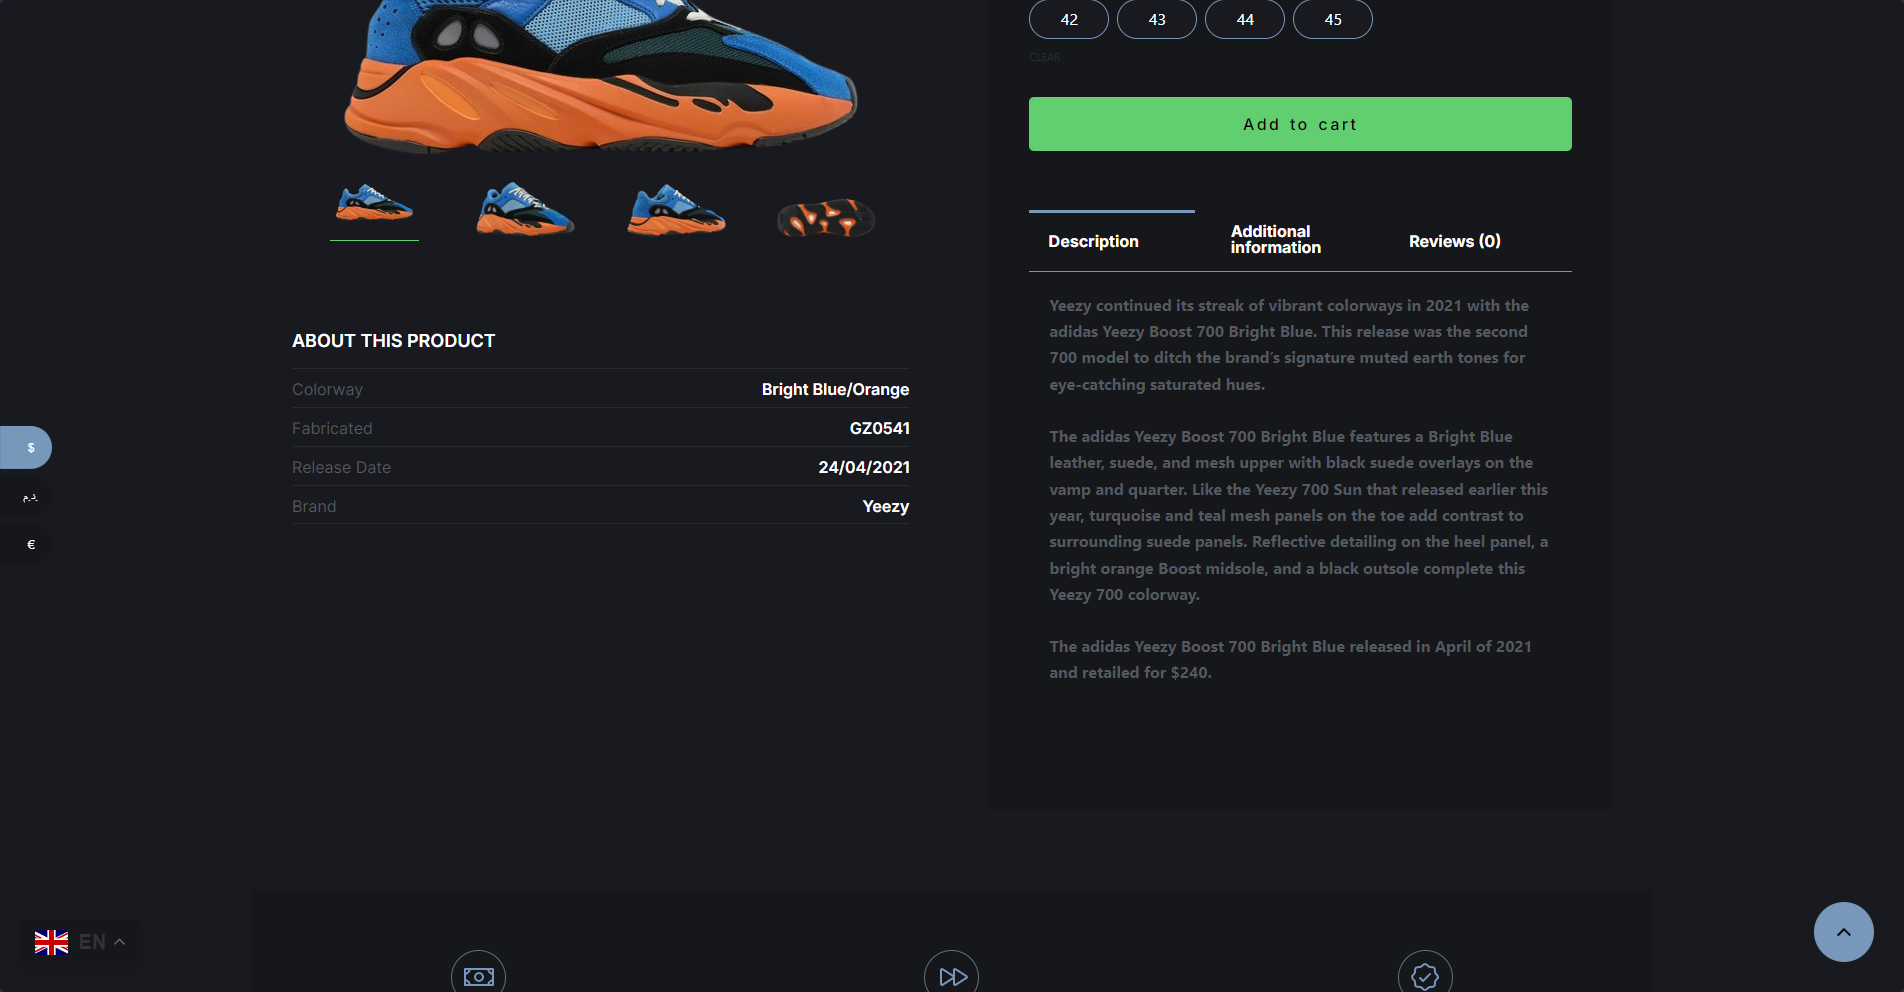 42 43 44 45
CLEAR
Add to cart
Description
Additional
information
Reviews (0)
Yeezy continued its streak of vibrant colorways in 2021 with the
adidas Yeezy Boost 700 Bright Blue. This release was the second
700 model to ditch the brand’s signature muted earth tones for
eye-catching saturated hues.
The adidas Yeezy Boost 700 Bright Blue features a Bright Blue
leather, suede, and mesh upper with black suede overlays on the
vamp and quarter. Like the Yeezy 700 Sun that released earlier this
year, turquoise and teal mesh panels on the toe add contrast to
surrounding suede panels. Reflective detailing on the heel panel, a
bright orange Boost midsole, and a black outsole complete this
Yeezy 700 colorway.
The adidas Yeezy Boost 700 Bright Blue released in April of 2021
and retailed for $240.
ABOUT THIS PRODUCT
Colorway Bright Blue/Orange
Fabricated GZ0541
Release Date 24/04/2021
Brand Yeezy
$
د.م.
€
EN